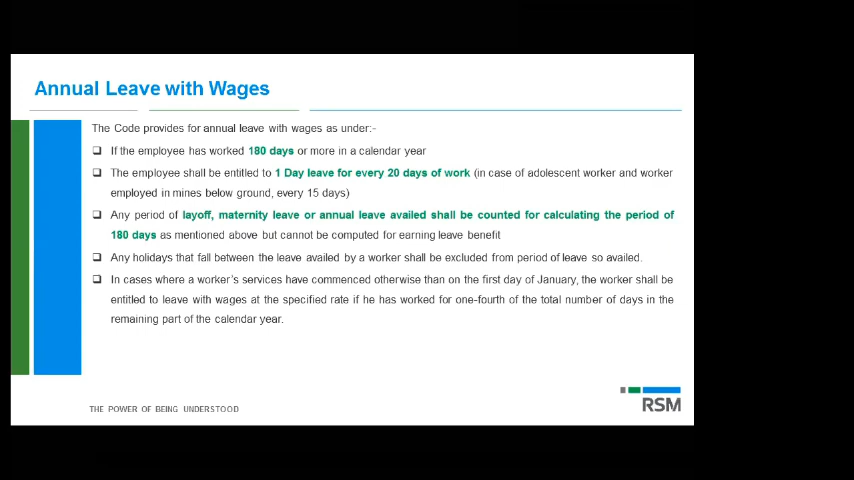 Annual Leave with Wages
The Code provides for annual leave with wages as under:-
If the employee has worked 180 days or more in a calendar year
The employee shall be entitled to 1 Day leave for every 20 days of work (in case of adolescent worker and worker
employed in mines below ground, every 15 days)
Any period of layoff, maternity leave or annual leave availed shall be counted for calculating the period of
180 days as mentioned above but cannot be computed for earning leave benefit
Any holidays that fall between the leave availed by a worker shall be excluded from period of leave so availed.
In cases where a worker's services have commenced otherwise than on the first day of January, the worker shall be
entitled to leave with wages at the specified rate if he has worked for one-fourth of the total number of days in the
remaining part of the calendar year.
THE POWER OF BEING UNDERSTOOD
RSM